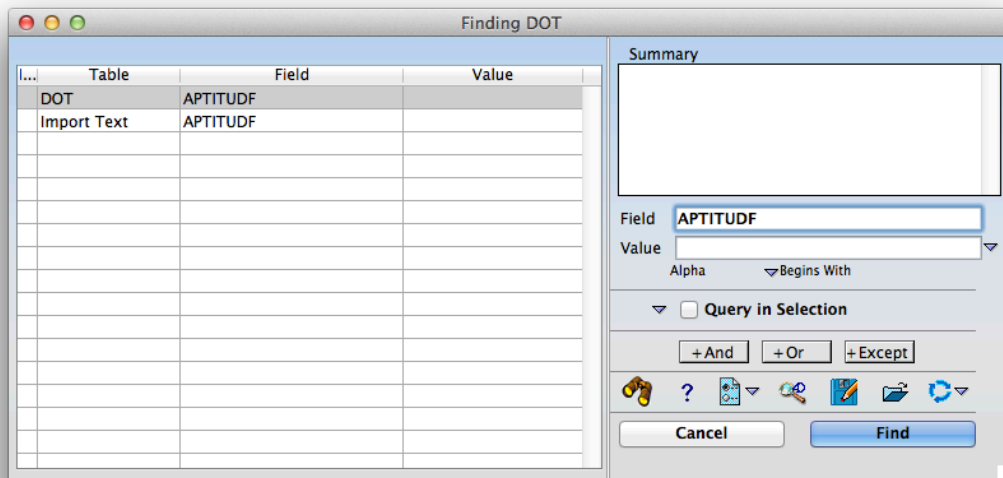 Finding DOT
I... Table Field Value
DOT APTITUDF
Import Text APTITUDF
Summary
Field APTITUDF
Value
Alpha Begins With
Query in Selection
+And +Or +Except
?
Cancel Find